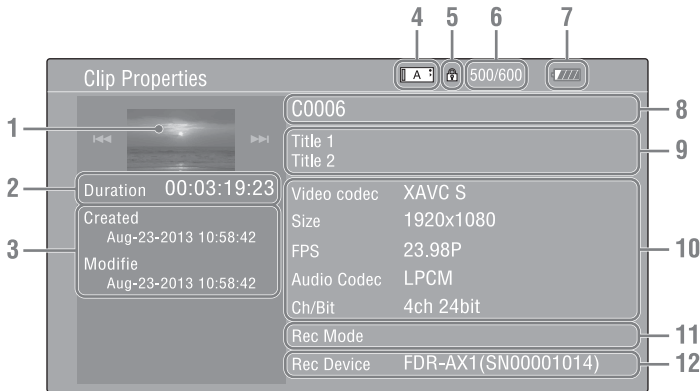 4 5 6 7
Clip Properties A 500/600
1
C0006 8
Title 1
Title 2 9
2 Duration 00:03:19:23
3 Created
Aug-23-2013 10:58:42
Modifie
Aug-23-2013 10:58:42
Video codec XAVC S
Size 1920x1080
FPS 23.98P 10
Audio Codec LPCM
Ch/Bit 4ch 24bit
Rec Mode 11
Rec Device FDR-AX1(SN00001014) 12